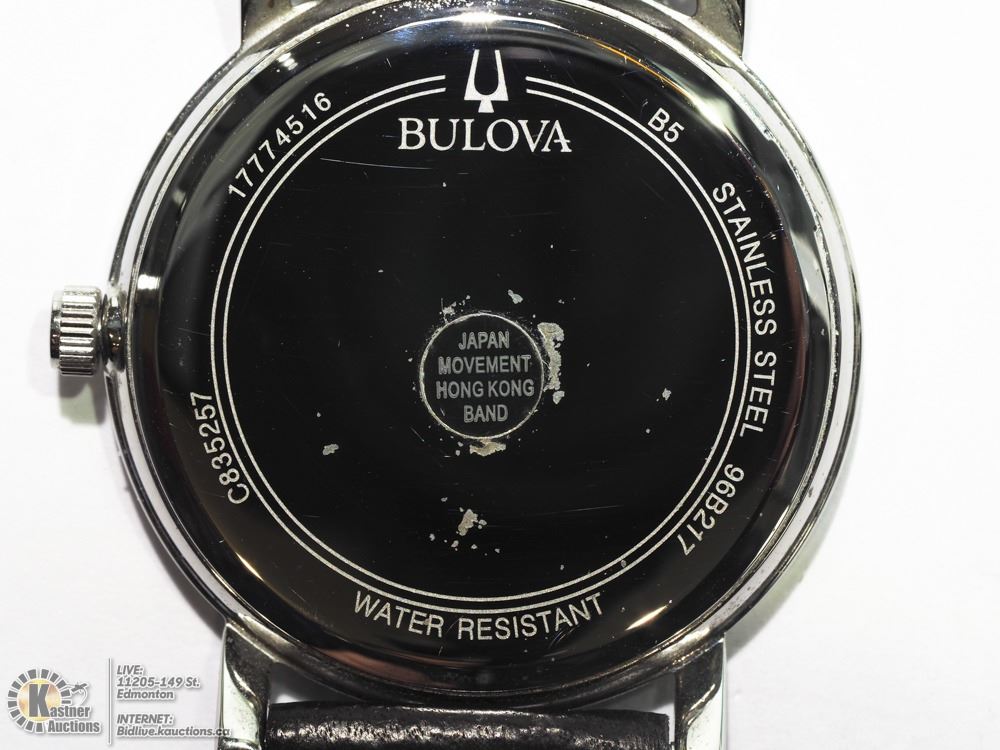 BULOVA
B5
STAINLESS STEEL
96B217
WATER RESISTANT
C835257
17774516
JAPAN
MOVEMENT
HONG KONG
BAND
Kastner
Auctions
LIVE:
11205-149 St.
Edmonton
INTERNET:
Bidlive.kauctions.ca